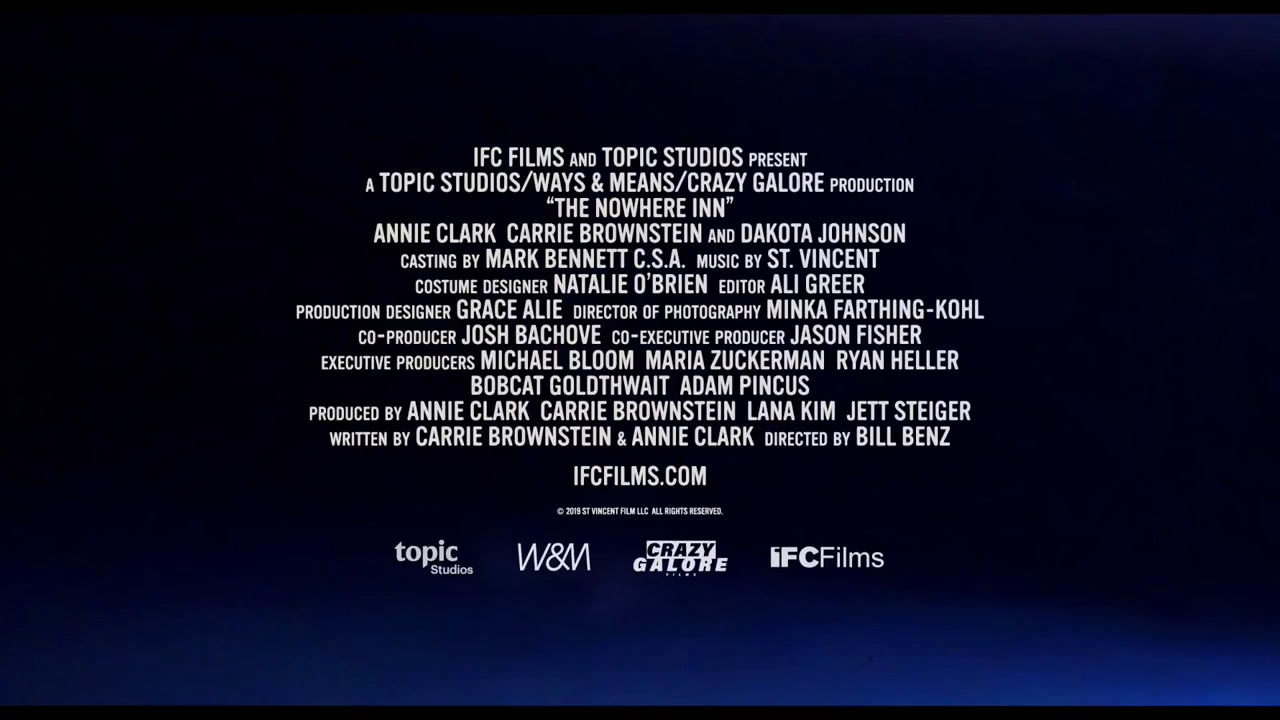 IFC FILMS AND TOPIC STUDIOS PRESENT
A TOPIC STUDIOS/WAYS & MEANS/CRAZY GALORE PRODUCTION
“THE NOWHERE INN”
ANNIE CLARK CARRIE BROWNSTEIN AND DAKOTA JOHNSON
CASTING BY MARK BENNETT C.S.A. MUSIC BY ST. VINCENT
COSTUME DESIGNER NATALIE O’BRIEN EDITOR ALI GREER
PRODUCTION DESIGNER GRACE ALIE DIRECTOR OF PHOTOGRAPHY MINKA FARTHING-KOHL
CO-PRODUCER JOSH BACHOVE CO-EXECUTIVE PRODUCER JASON FISHER
EXECUTIVE PRODUCERS MICHAEL BLOOM MARIA ZUCKERMAN RYAN HELLER
BOBCAT GOLDTHWAIT ADAM PINCUS
PRODUCED BY ANNIE CLARK CARRIE BROWNSTEIN LANA KIM JETT STEIGER
WRITTEN BY CARRIE BROWNSTEIN & ANNIE CLARK DIRECTED BY BILL BENZ
IFCFILMS.COM
© 2019 ST VINCENT FILM LLC ALL RIGHTS RESERVED.
topic Studios W&M CRAZY GALORE FILMS IFCFilms